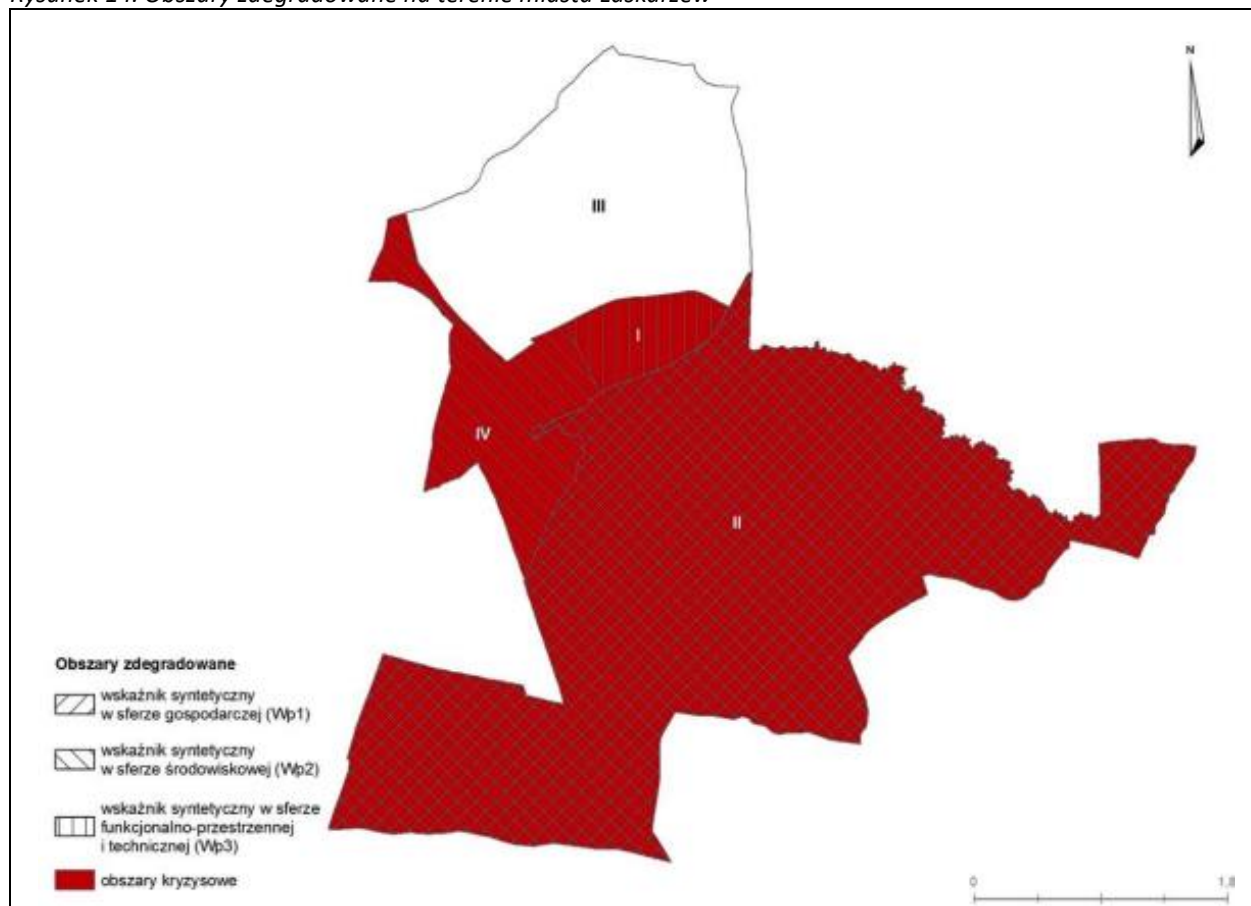 Rysunek 14. Obszary zdegradowane na terenie miasta Łaskarzew
N
III
I
IV
II
Obszary zdegradowane
wskaźnik syntetyczny
w sferze gospodarczej (Wp1)
wskaźnik syntetyczny
w sferze środowiskowej (Wp2)
wskaźnik syntetyczny w sferze
funkcjonalno-przestrzennej
i technicznej (Wp3)
obszary kryzysowe
0 1,8